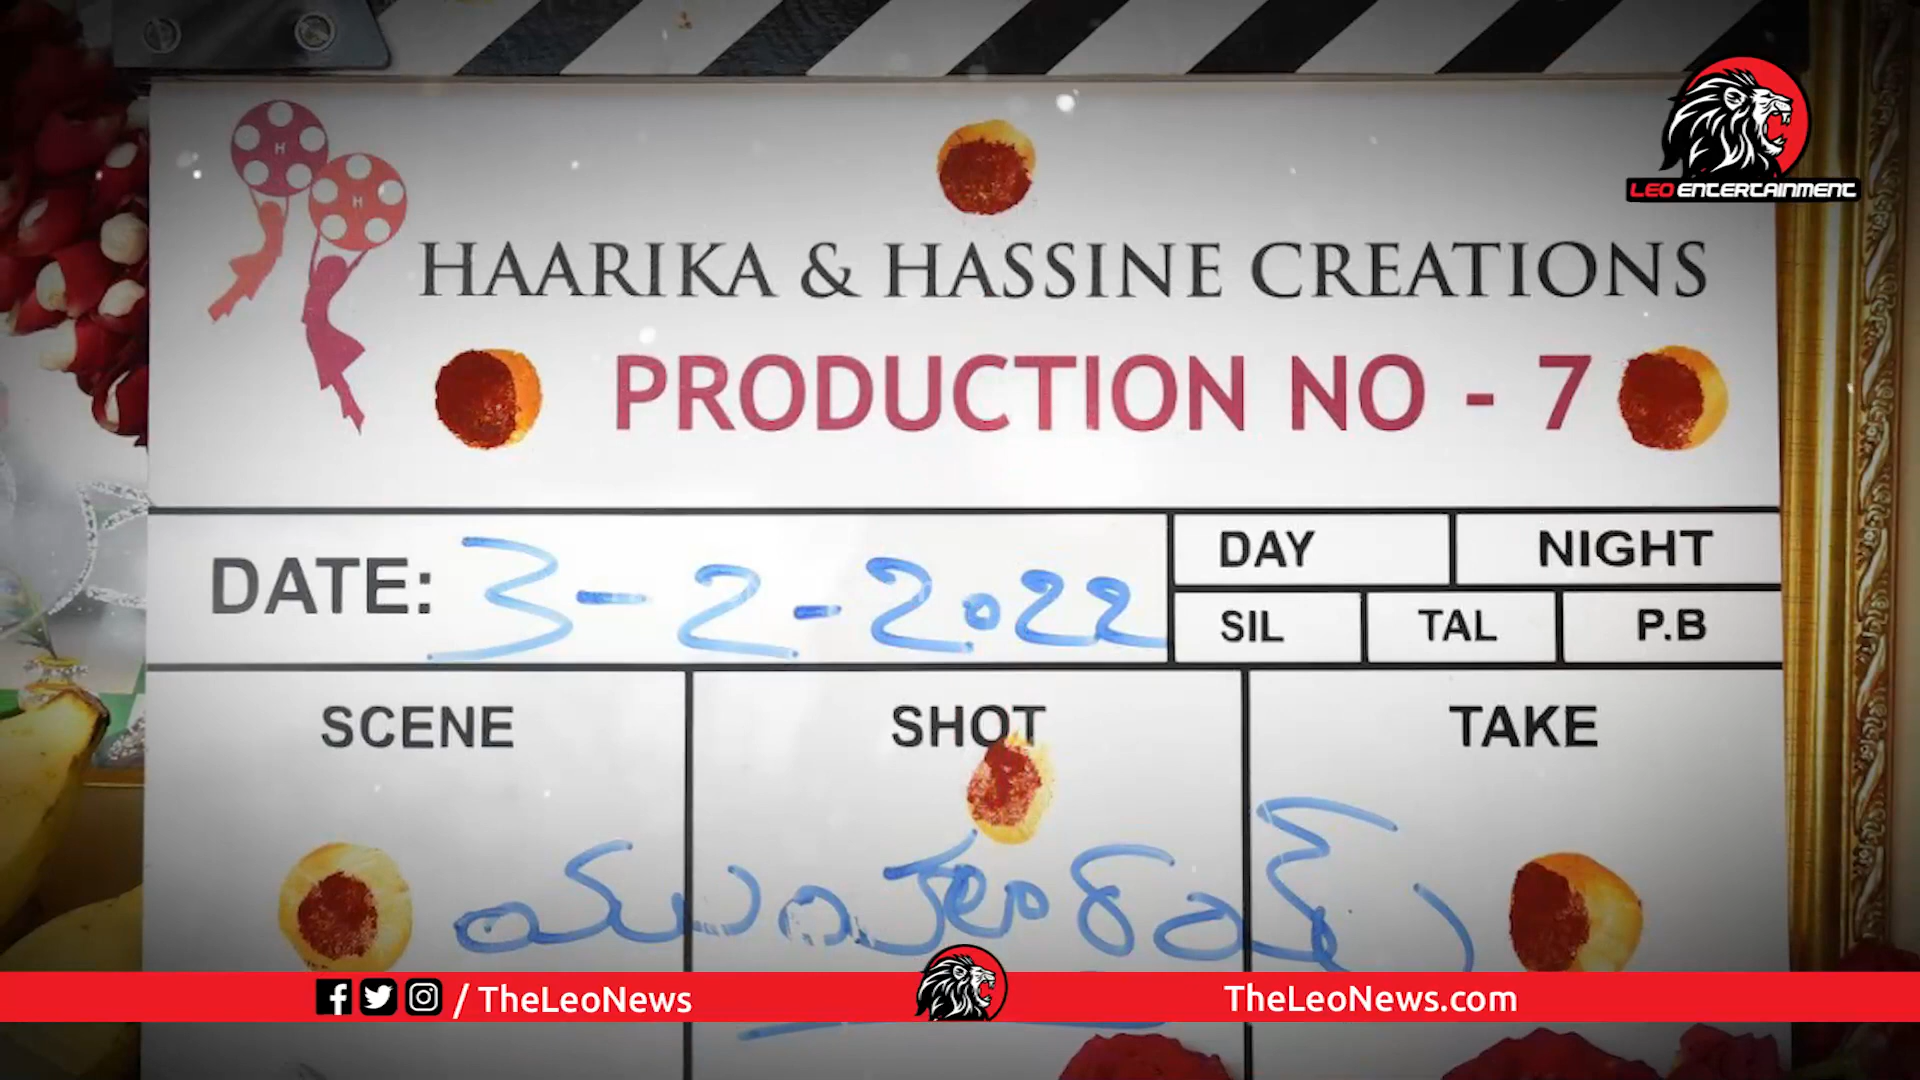 H
H
LEO ENTERTAINMENT
HAARIKA & HASSINE CREATIONS
PRODUCTION NO - 7
DATE: 3-2-2022
DAY NIGHT
SIL TAL P.B
SCENE SHOT TAKE
/ TheLeoNews
TheLeoNews.com